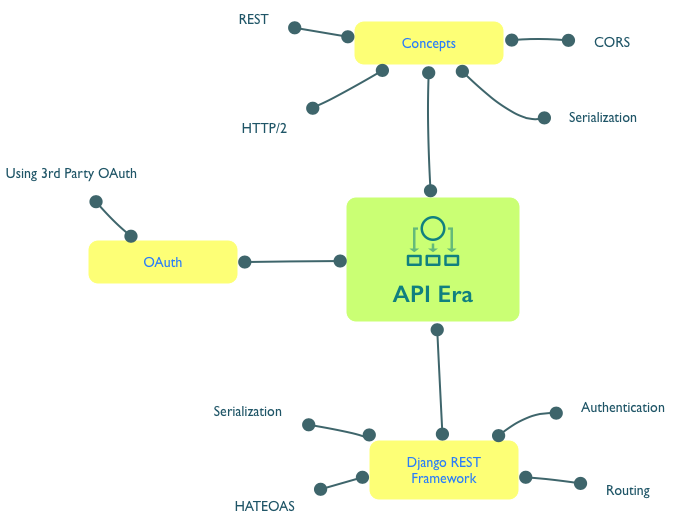 REST
Concepts
CORS
HTTP/2
Serialization
Using 3rd Party OAuth
OAuth
API Era
Serialization
Authentication
Django REST
Framework
HATEOAS
Routing